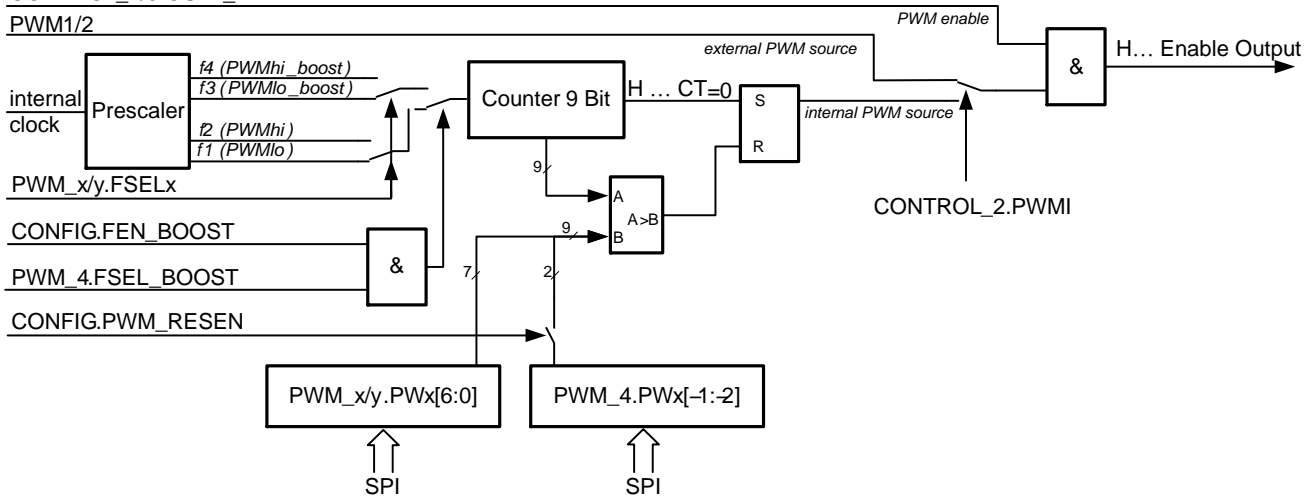 PWM1/2
PWM enable
external PWM source
H... Enable Output
&
f4 (PWMhi_boost)
f3 (PWMlo_boost)
internal
clock
Prescaler
Counter 9 Bit
H ... CT=0
S
R
internal PWM source
f2 (PWMhi)
f1 (PWMlo)
9
PWM_x/y.FSELx
A
A>B
B
CONTROL_2.PWMI
CONFIG.FEN_BOOST
9
&
7
2
PWM_4.FSEL_BOOST
CONFIG.PWM_RESEN
PWM_x/y.PWx[6:0]
PWM_4.PWx[–1:–2]
SPI
SPI